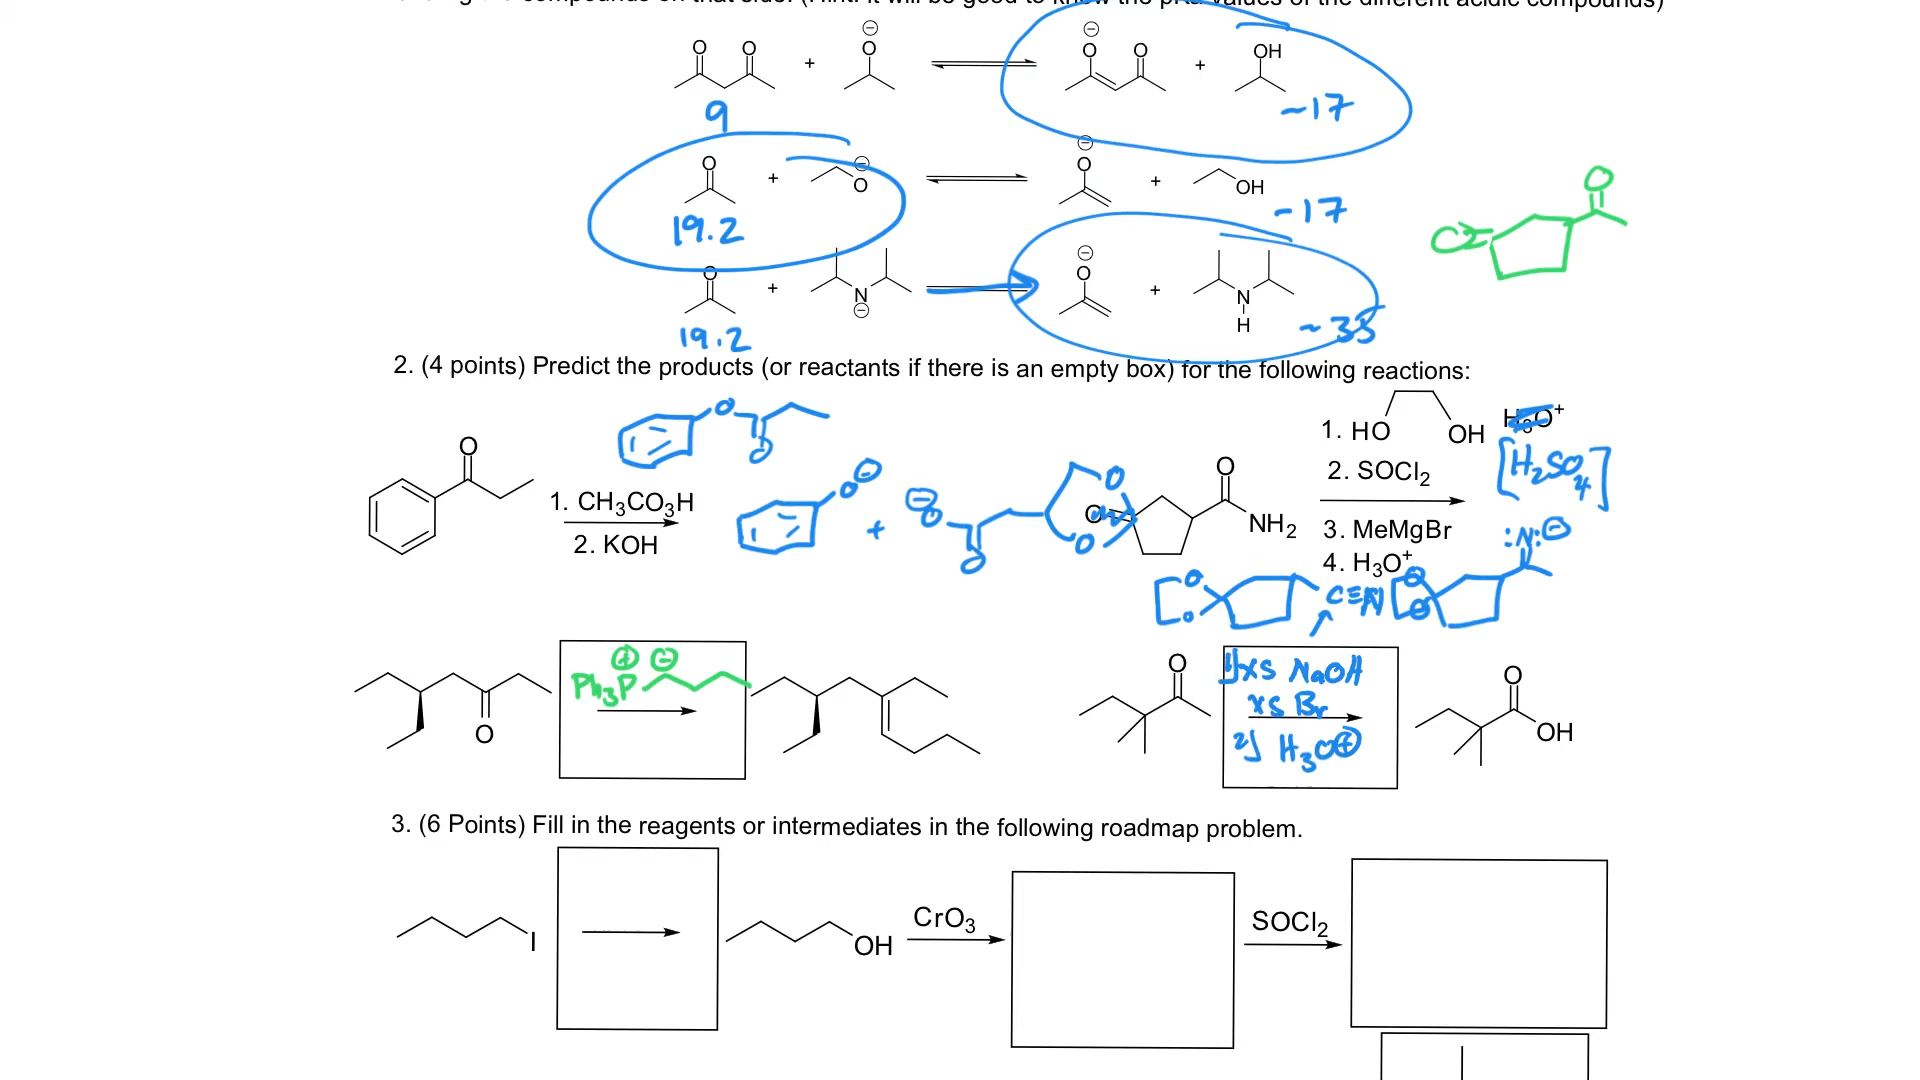 O O + ⊖ O ⇌ ⊖ O O + OH
9 ~17
O + ⊖ O ⇌ ⊖ O + OH
19.2 ~17
O
Cl
O + N ⊖ ⊖ O + N H
19.2 ~35
2. (4 points) Predict the products (or reactants if there is an empty box) for the following reactions:
O O O
O 1. CH₃CO₃H
2. KOH
O⊖ + ⊖O O
O O O O NH₂
1. HO OH H₃O⁺
[H₂SO₄]
2. SOCl₂
3. MeMgBr
4. H₃O⁺
:N:⊖
O O C≡N O O
O ⊕ ⊖
Ph₃P
O 1) xs NaOH
xs Br
2) H₃O⊕
O OH
3. (6 Points) Fill in the reagents or intermediates in the following roadmap problem.
I OH CrO₃ SOCl₂